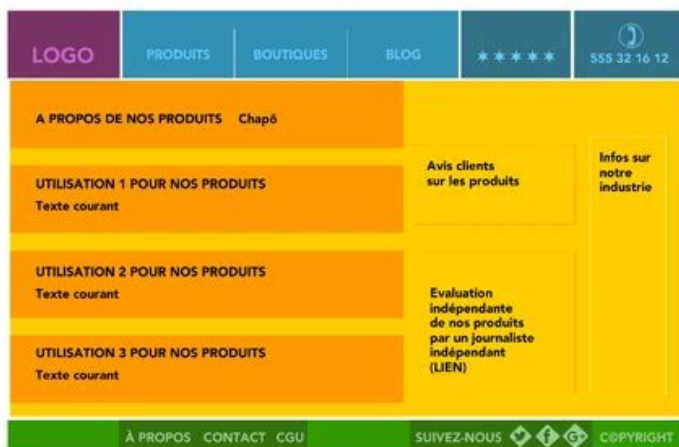 LOGO
PRODUITS
BOUTIQUES
BLOG
★★★★★
555 32 16 12
A PROPOS DE NOS PRODUITS Chapô
UTILISATION 1 POUR NOS PRODUITS
Texte courant
UTILISATION 2 POUR NOS PRODUITS
Texte courant
UTILISATION 3 POUR NOS PRODUITS
Texte courant
Avis clients
sur les produits
Evaluation
indépendante
de nos produits
par un journaliste
indépendant
(LIEN)
Infos sur
notre
industrie
À PROPOS CONTACT CGU
SUIVEZ-NOUS
COPYRIGHT